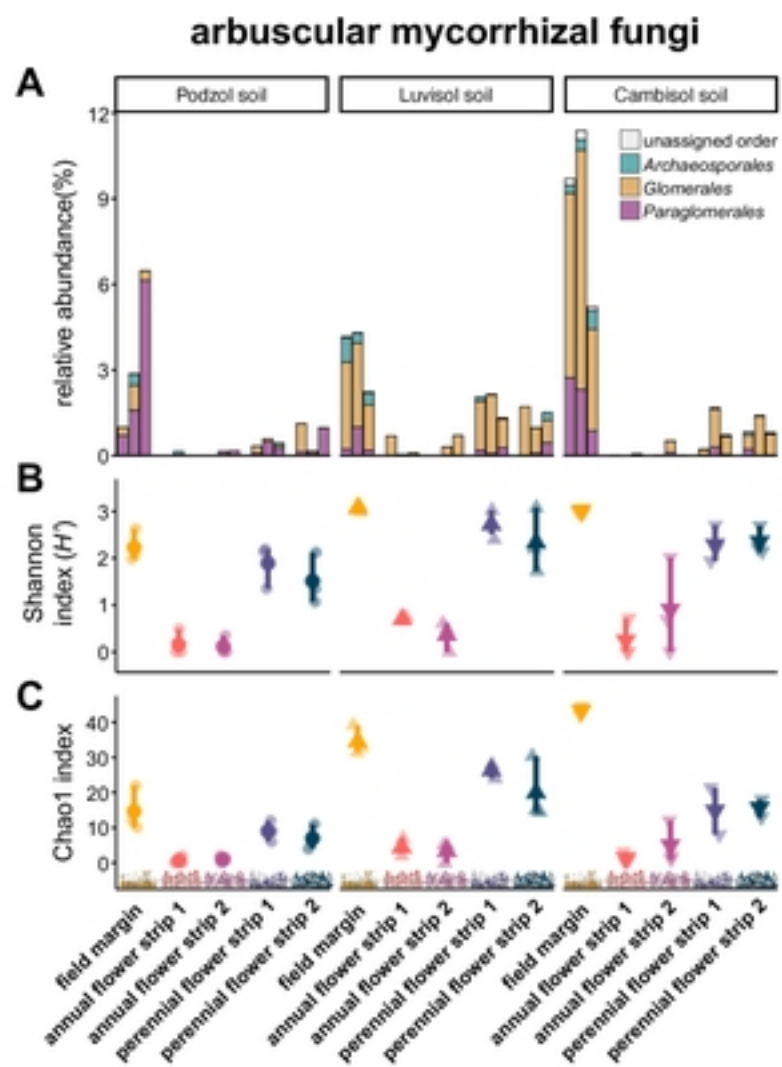 arbuscular mycorrhizal fungi
A
Podzol soil
Luvisol soil
Cambisol soil
relative abundance(%)
12
9
6
3
0
unassigned order
Archaeosporales
Glomerales
Paraglomerales
B
Shannon
index (H')
3
2
1
0
C
Chao1 index
40
30
20
10
0
field margin
annual flower strip 1
annual flower strip 2
perennial flower strip 1
perennial flower strip 2
field margin
annual flower strip 1
annual flower strip 2
perennial flower strip 1
perennial flower strip 2
field margin
annual flower strip 1
annual flower strip 2
perennial flower strip 1
perennial flower strip 2